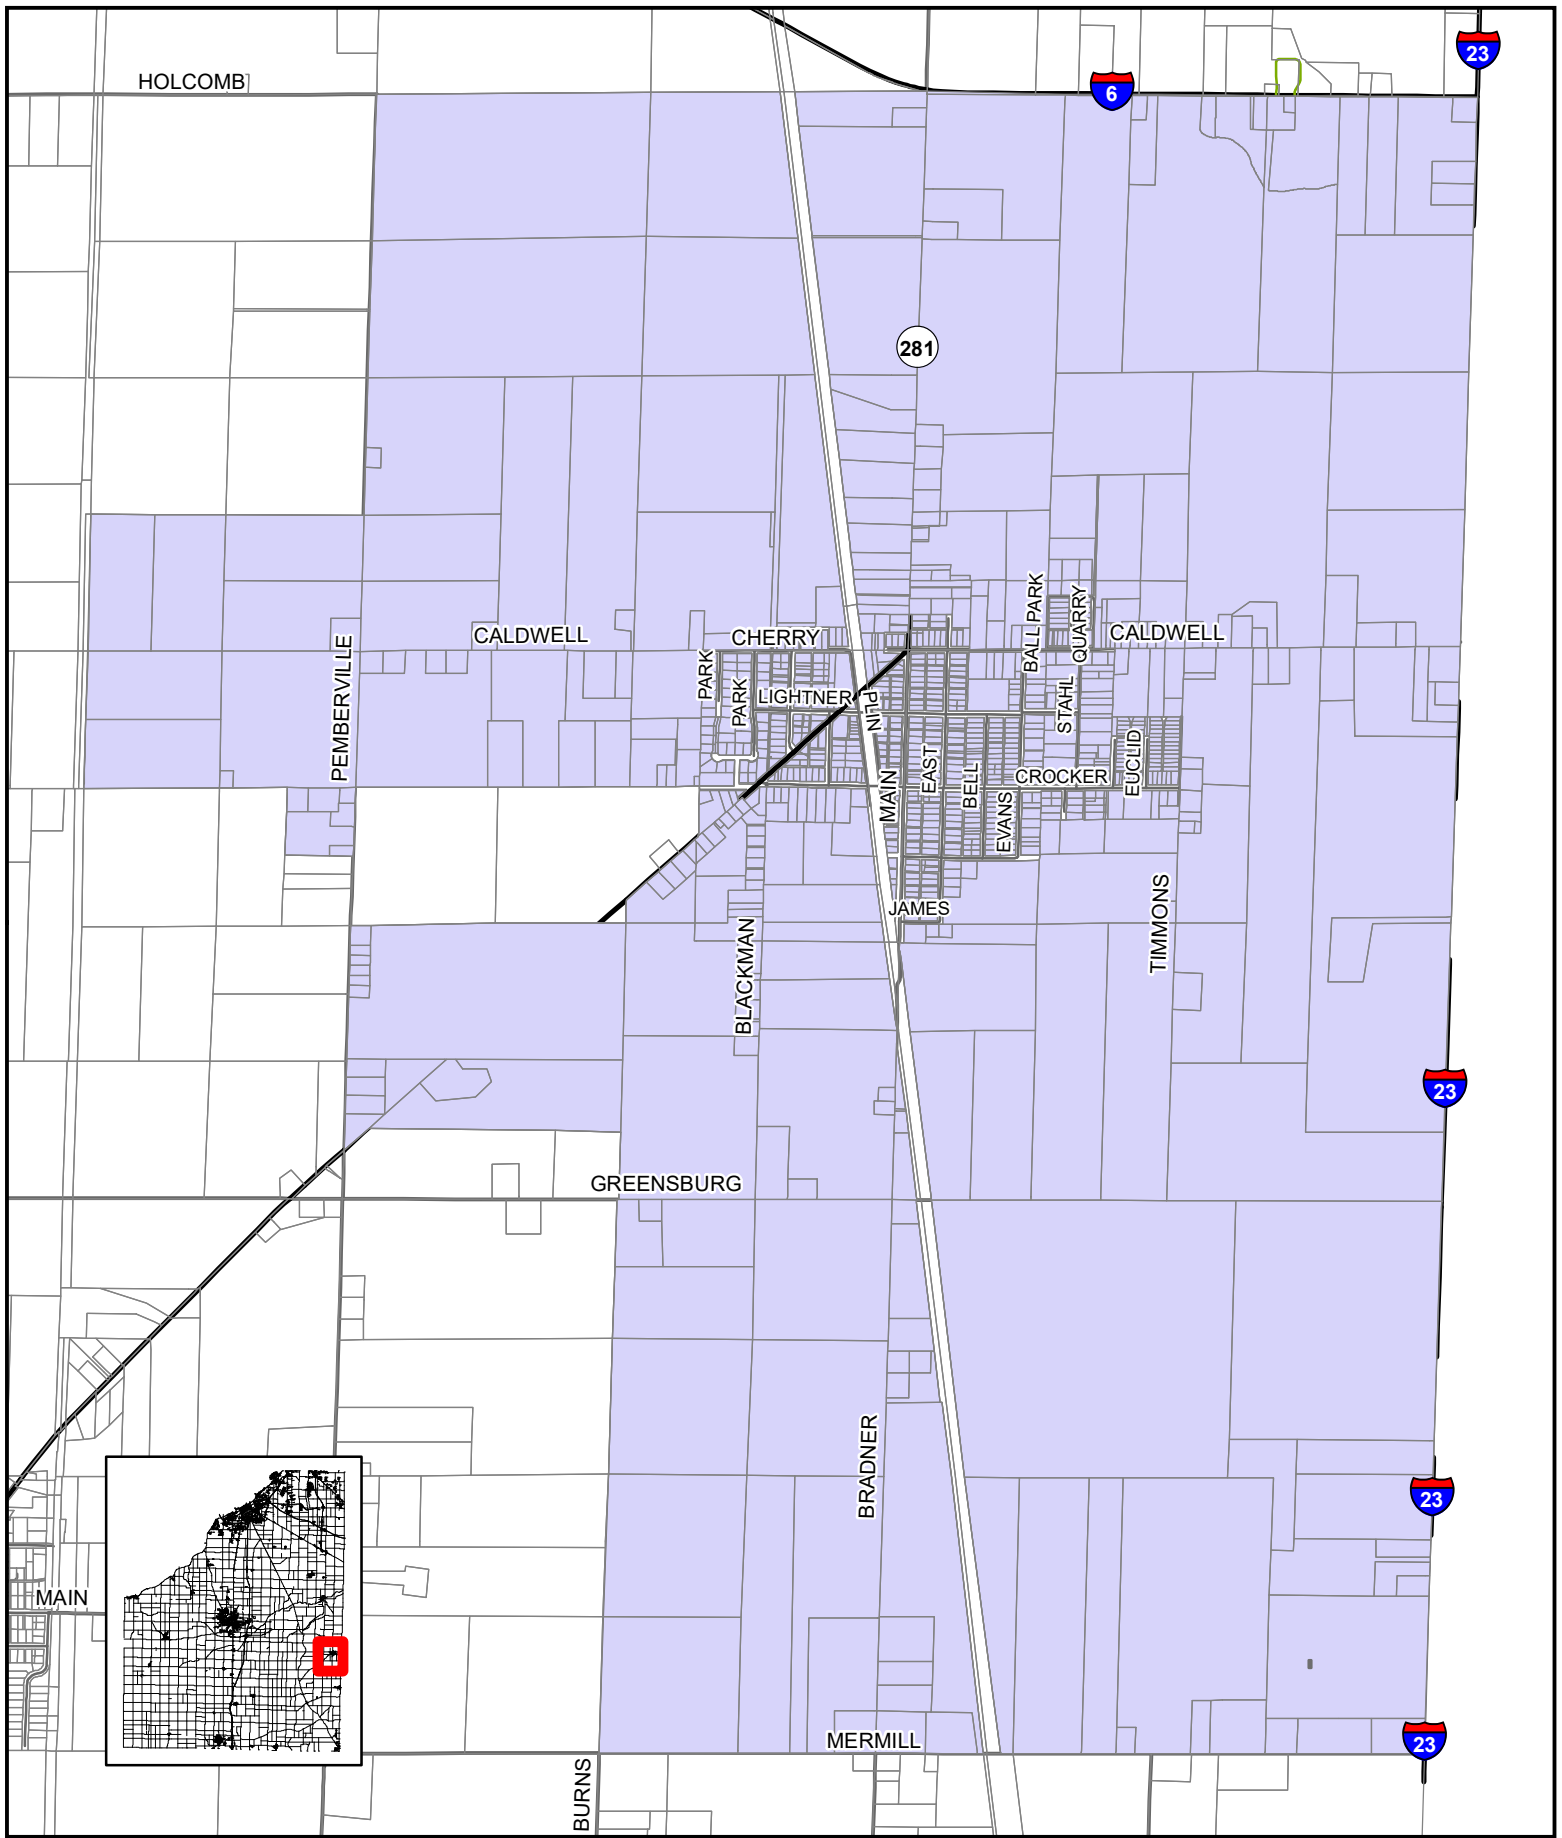 23
HOLCOMB
6
281
BALL PARK
QUARRY
CALDWELL
CHERRY
CALDWELL
PEMBERVILLE
PARK
PARK
LIGHTNER
PLIN
STAHL
EAST
EUCLID
MAIN
BELL
CROCKER
EVANS
JAMES
TIMMONS
BLACKMAN
23
GREENSBURG
BRADNER
23
MAIN
MERMILL
23
BURNS